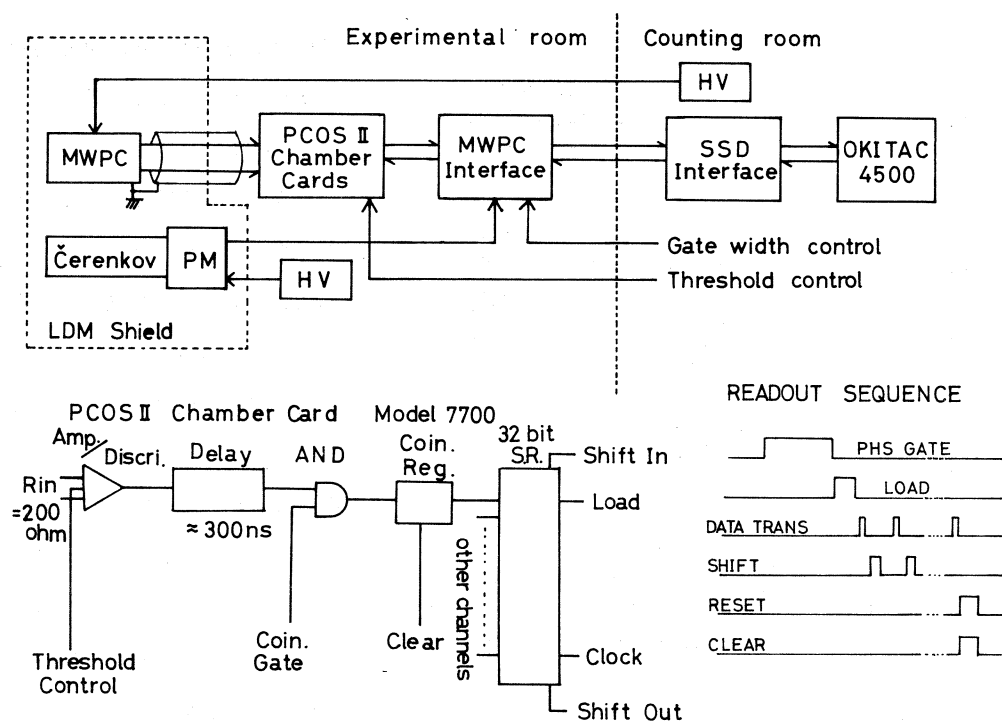 Experimental room
Counting room
HV
MWPC
PCOS II
Chamber
Cards
MWPC
Interface
SSD
Interface
OKITAC
4500
Čerenkov
PM
HV
Gate width control
Threshold control
LDM Shield
PCOS II Chamber Card
Model 7700
Amp.
Discri.
Delay
AND
Coin.
Reg.
32 bit
S.R.
Shift In
Rin
=200
ohm
≈300ns
Load
other channels
Threshold
Control
Coin.
Gate
Clear
Clock
Shift Out
READOUT SEQUENCE
PHS GATE
LOAD
DATA TRANS
SHIFT
RESET
CLEAR